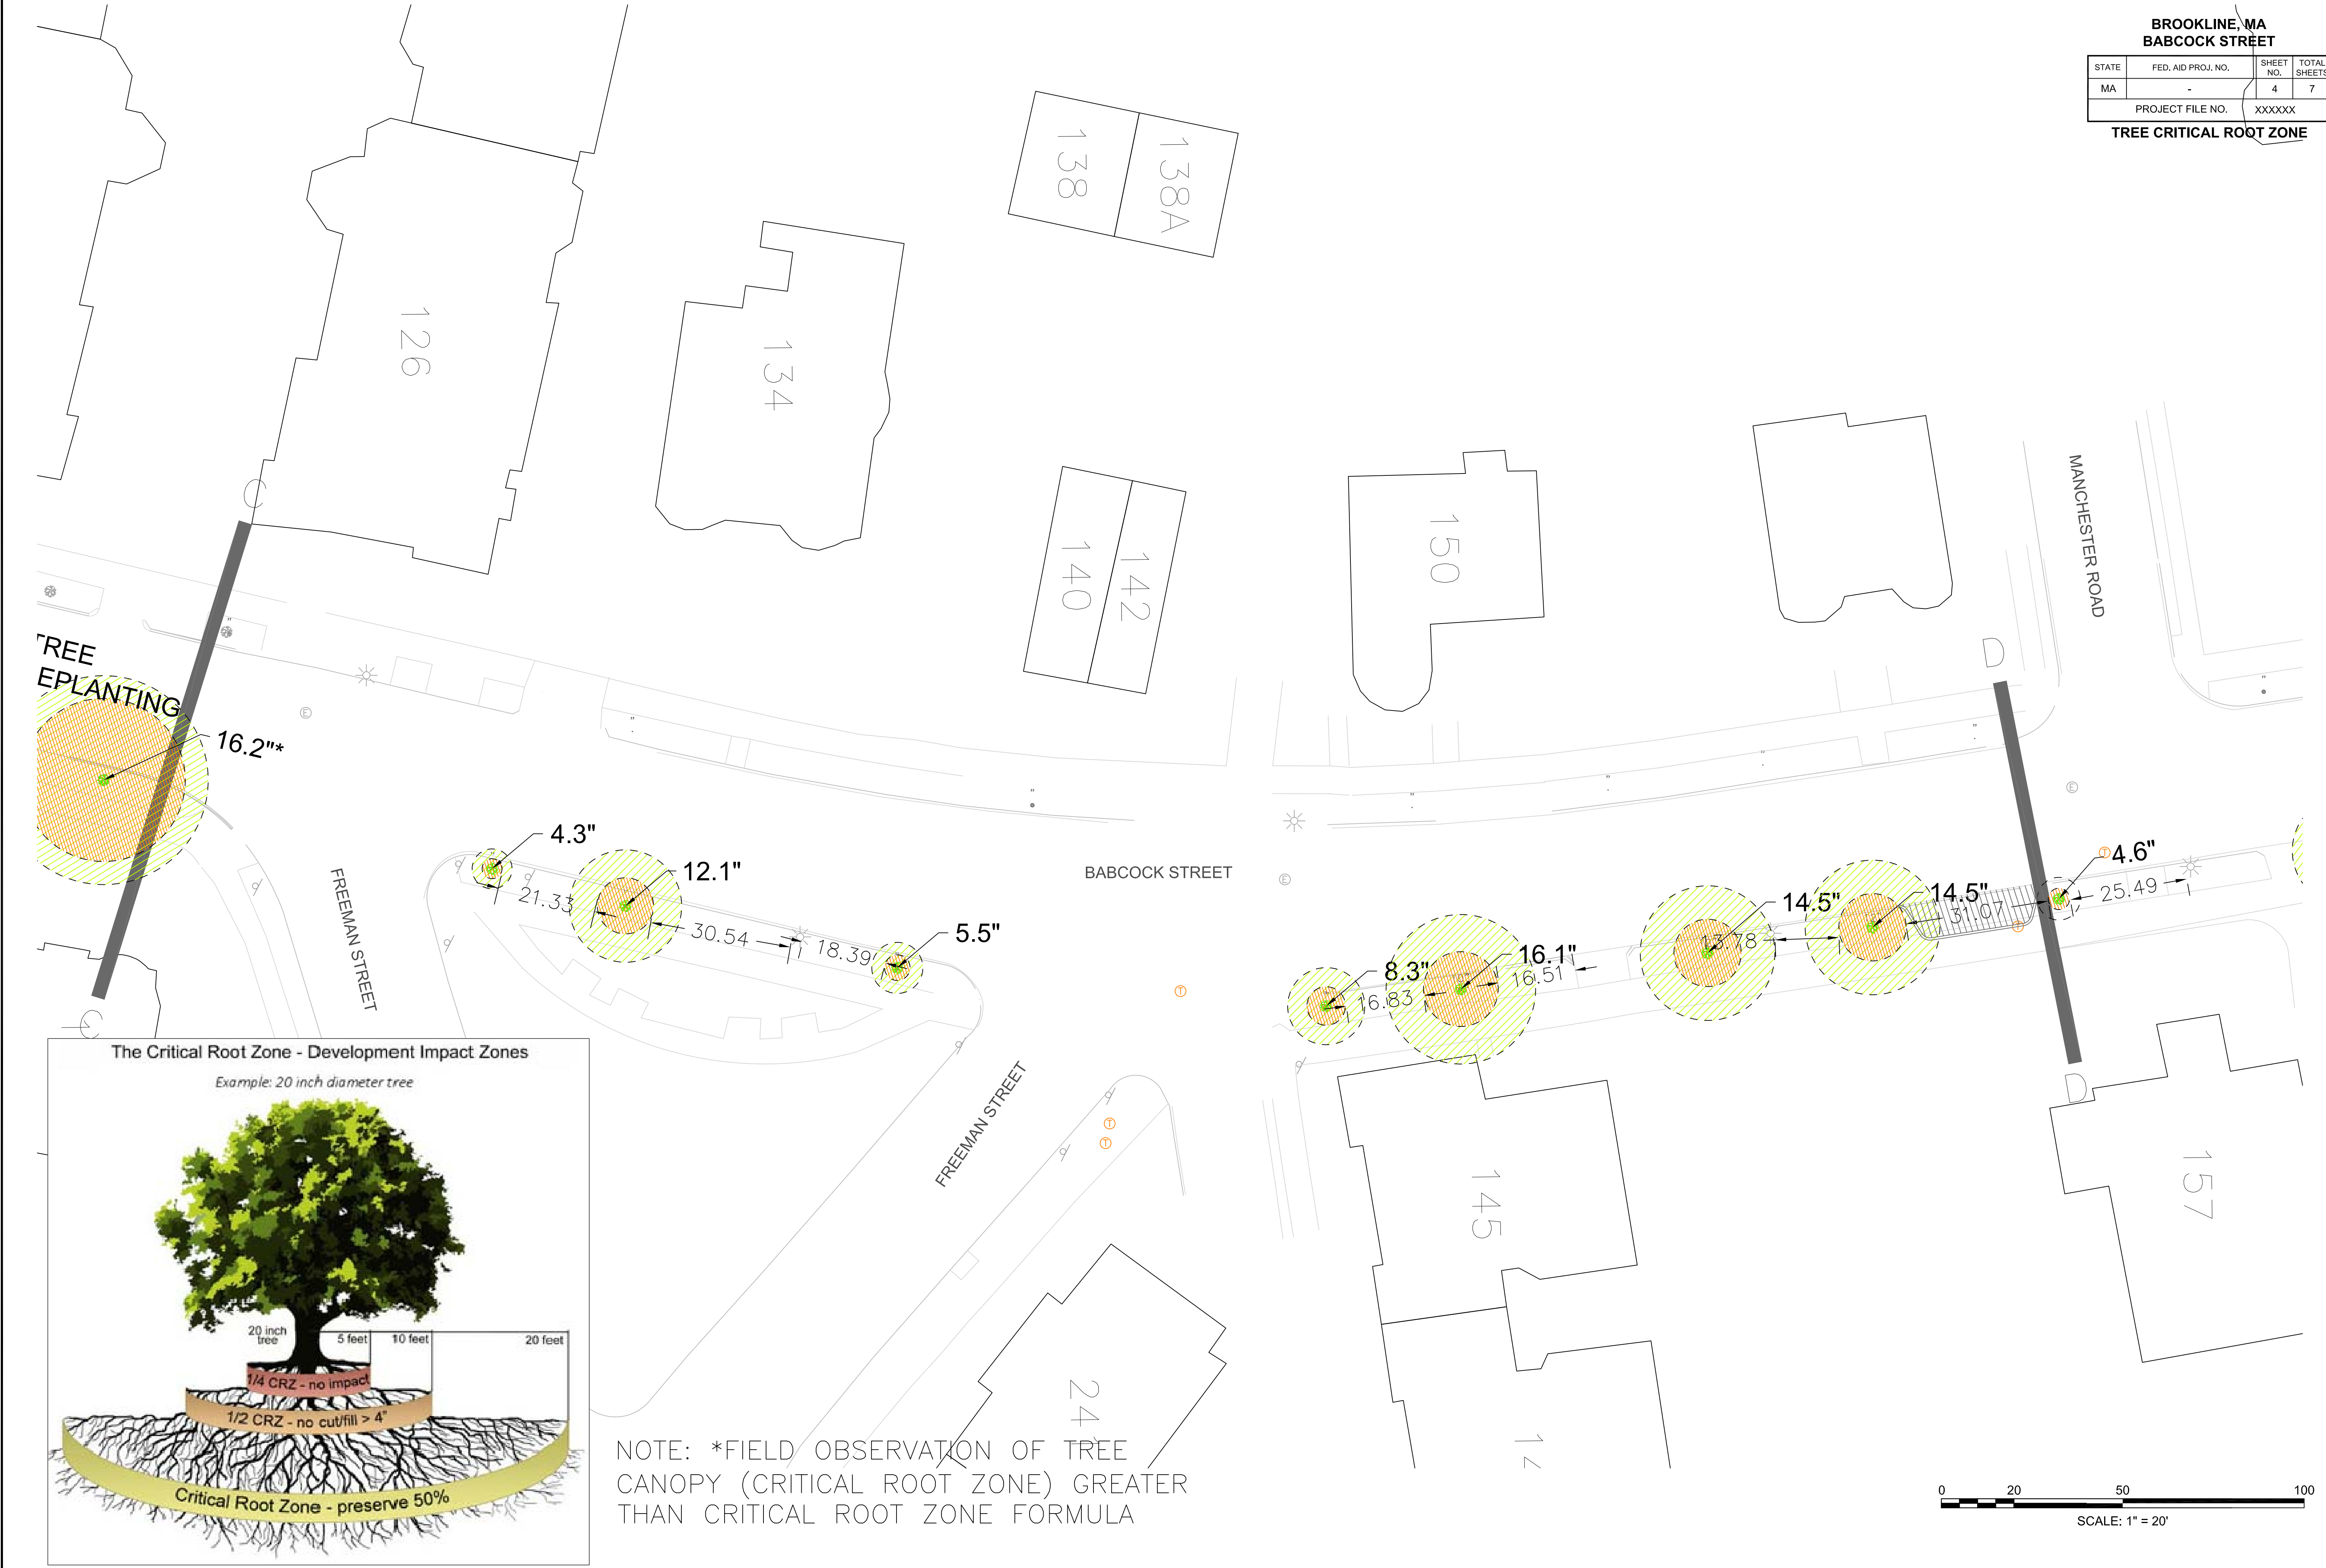 BROOKLINE, MA
BABCOCK STREET
STATE FED. AID PROJ. NO. SHEET NO. TOTAL SHEETS
MA - 4 7
PROJECT FILE NO. XXXXXX
TREE CRITICAL ROOT ZONE
138
138A
126
134
140
142
150
MANCHESTER ROAD
C
D
TREE
EPLANTING
16.2"*
E
E
E
4.3"
21.33
12.1"
30.54
18.39
5.5"
FREEMAN STREET
BABCOCK STREET
8.3"
16.83
16.1"
16.51
14.5"
13.78
14.5"
31.07
T
4.6"
25.49
T
T
C
D
FREEMAN STREET
T
T
145
157
The Critical Root Zone - Development Impact Zones
Example: 20 inch diameter tree
20 inch
tree
5 feet
10 feet
20 feet
1/4 CRZ - no impact
1/2 CRZ - no cut/fill > 4"
Critical Root Zone - preserve 50%
NOTE: *FIELD OBSERVATION OF TREE
CANOPY (CRITICAL ROOT ZONE) GREATER
THAN CRITICAL ROOT ZONE FORMULA
0 20 50 100
SCALE: 1" = 20'